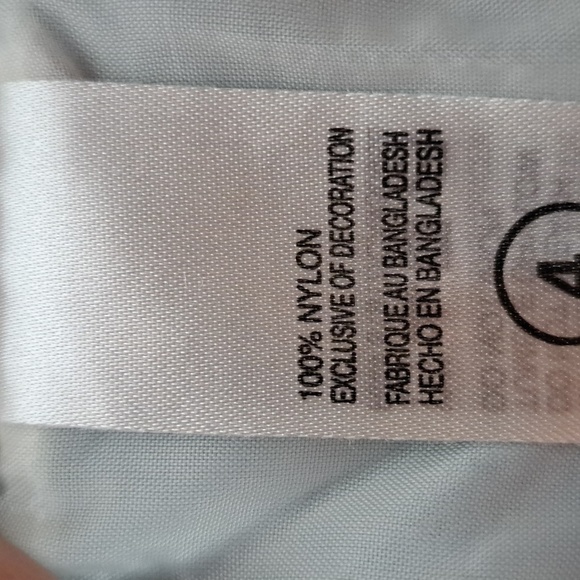 100% NYLON
EXCLUSIVE OF DECORATION
FABRIQUE AU BANGLADESH
HECHO EN BANGLADESH
4